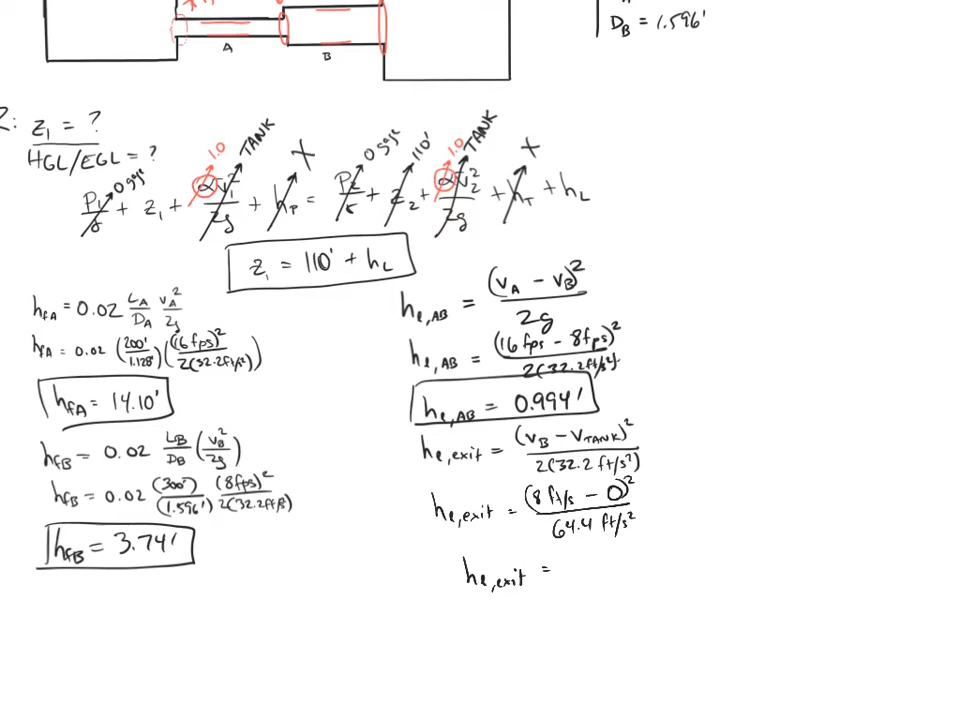 D_B = 1.596'
A
B
Z_1 = ?
HGL/EGL = ?
P_1/γ + Z_1 + α V_1^2/2g + h_P = P_2/γ + Z_2 + α V_2^2/2g + h_T + h_L
0 gage
1.0
TANK
X
0 gage
110'
1.0
TANK
X
Z_1 = 110' + h_L
h_fA = 0.02 L_A/D_A V_A^2/2g
h_fA = 0.02 (200'/1.128') ((16 fps)^2/2(32.2 ft/s^2))
h_fA = 14.10'
h_fB = 0.02 L_B/D_B (V_B^2/2g)
h_fB = 0.02 (300')/(1.596') (8 fps)^2/2(32.2 ft/s^2)
h_fB = 3.74'
h_e,AB = (V_A - V_B)^2/2g
h_e,AB = (16 fps - 8 fps)^2/2(32.2 ft/s^2)
h_e,AB = 0.994'
h_e,exit = (V_B - V_TANK)^2/2(32.2 ft/s^2)
h_e,exit = (8 ft/s - 0)^2/64.4 ft/s^2
h_e,exit =